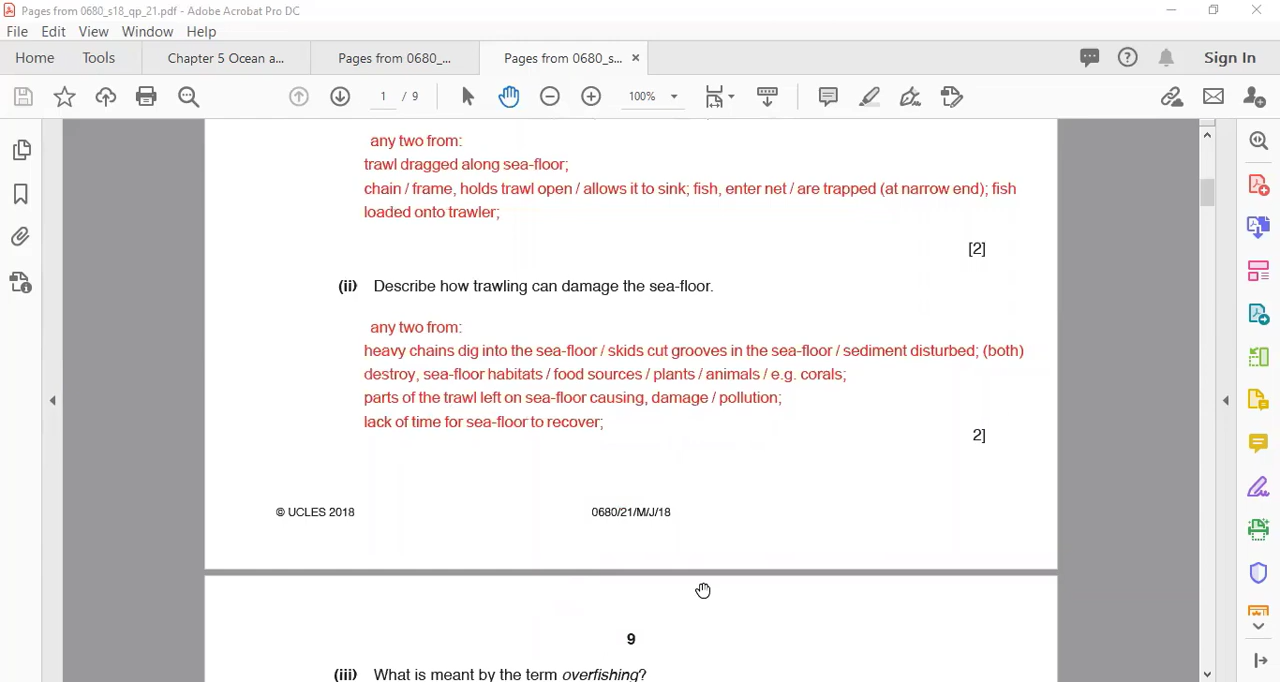 Pages from 0680_s18_qp_21.pdf - Adobe Acrobat Pro DC
File Edit View Window Help
Home Tools Chapter 5 Ocean a... Pages from 0680_... Pages from 0680_s... × Sign In
1 / 9 100%
any two from:
trawl dragged along sea-floor;
chain / frame, holds trawl open / allows it to sink; fish, enter net / are trapped (at narrow end); fish
loaded onto trawler;
[2]
(ii) Describe how trawling can damage the sea-floor.
any two from:
heavy chains dig into the sea-floor / skids cut grooves in the sea-floor / sediment disturbed; (both)
destroy, sea-floor habitats / food sources / plants / animals / e.g. corals;
parts of the trawl left on sea-floor causing, damage / pollution;
lack of time for sea-floor to recover;
2]
© UCLES 2018 0680/21/M/J/18
9
(iii) What is meant by the term overfishing?